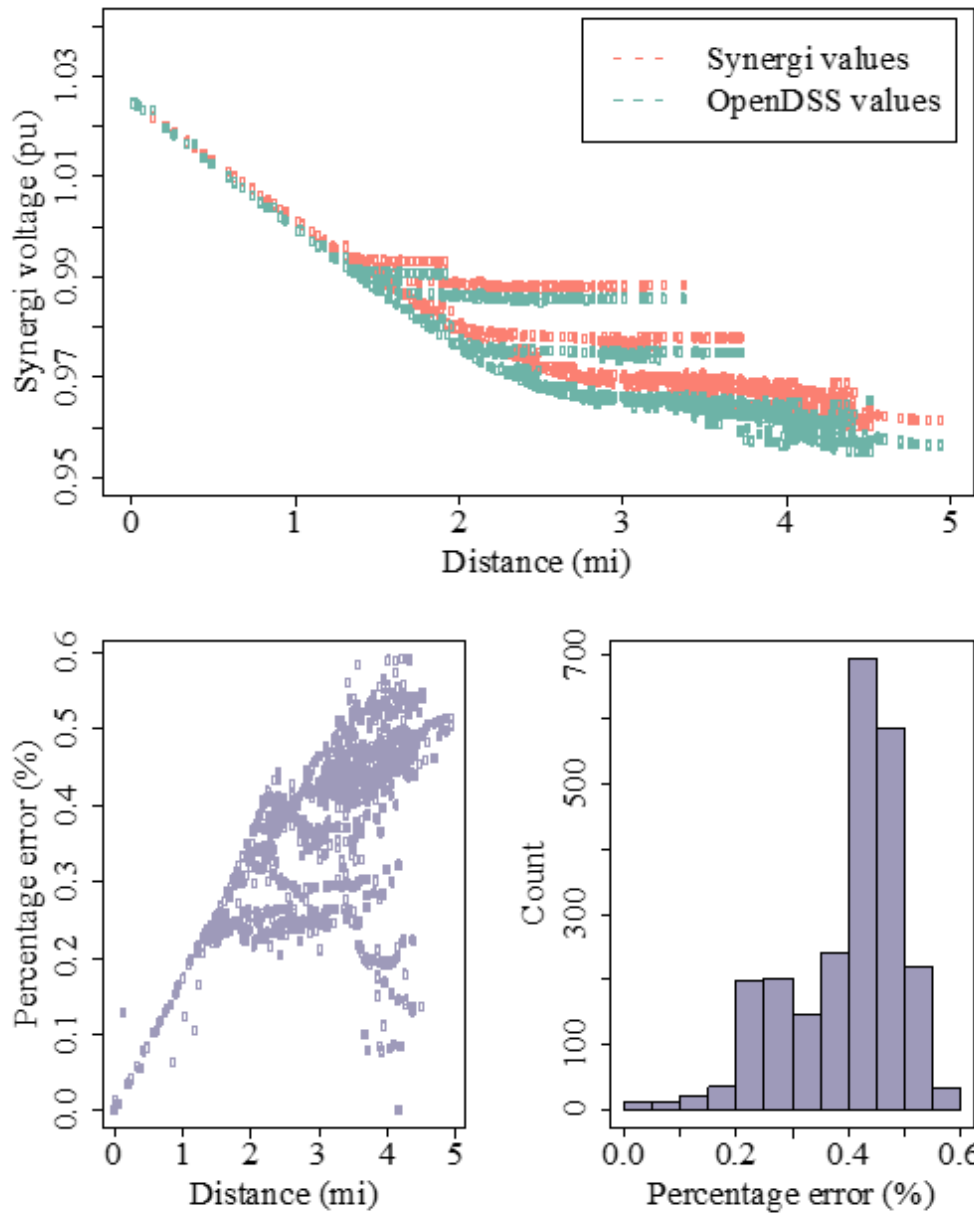 Synergi values
OpenDSS values
Synergi voltage (pu)
1.03
1.01
0.99
0.97
0.95
0 1 2 3 4 5
Distance (mi)
Percentage error (%)
0.6
0.5
0.4
0.3
0.2
0.1
0.0
0 1 2 3 4 5
Distance (mi)
Count
700
500
300
100
0
0.0 0.2 0.4 0.6
Percentage error (%)